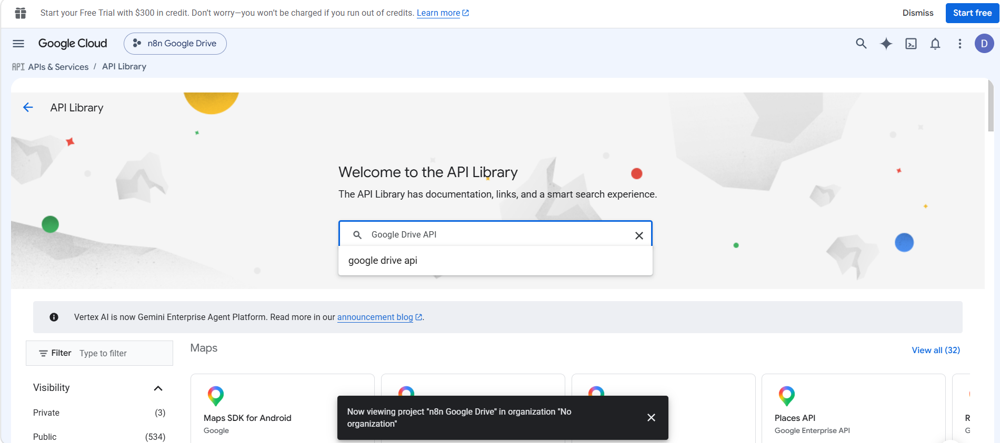 Start your Free Trial with $300 in credit. Don’t worry—you won’t be charged if you run out of credits. Learn more
Dismiss
Start free
Google Cloud
n8n Google Drive
D
API APIs & Services / API Library
API Library
Welcome to the API Library
The API Library has documentation, links, and a smart search experience.
Google Drive API
google drive api
Vertex AI is now Gemini Enterprise Agent Platform. Read more in our announcement blog.
Filter Type to filter
Maps
View all (32)
Visibility
Private (3)
Public (534)
Maps SDK for Android
Google
Places API
Google Enterprise API
R
G
Now viewing project "n8n Google Drive" in organization "No
organization"